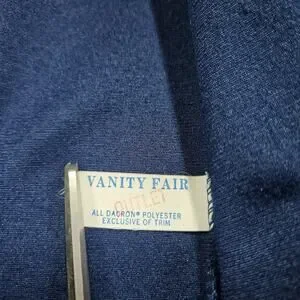 VANITY FAIR
OUTLET
ALL DACRON® POLYESTER
EXCLUSIVE OF TRIM